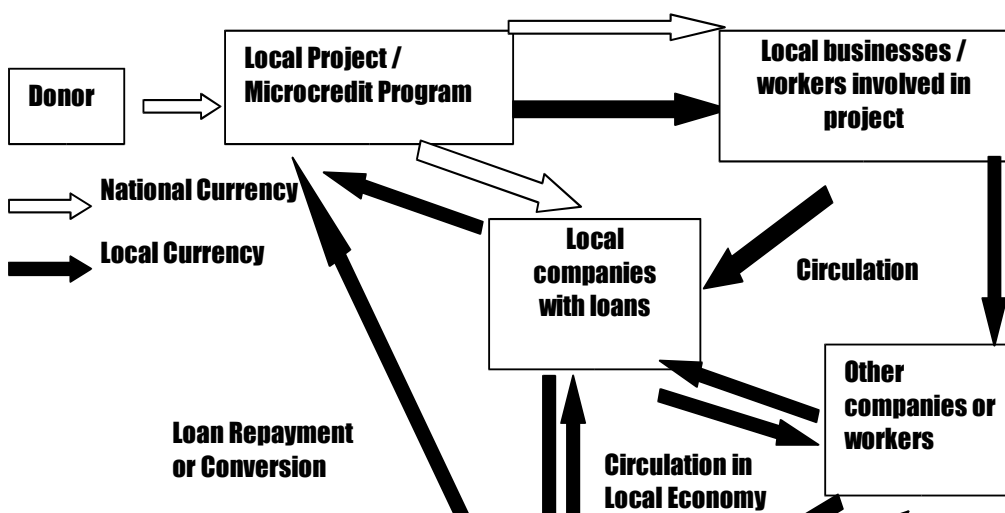 Donor
Local Project /
Microcredit Program
Local businesses /
workers involved in
project
National Currency
Local Currency
Local
companies
with loans
Circulation
Other
companies or
workers
Loan Repayment
or Conversion
Circulation in
Local Economy